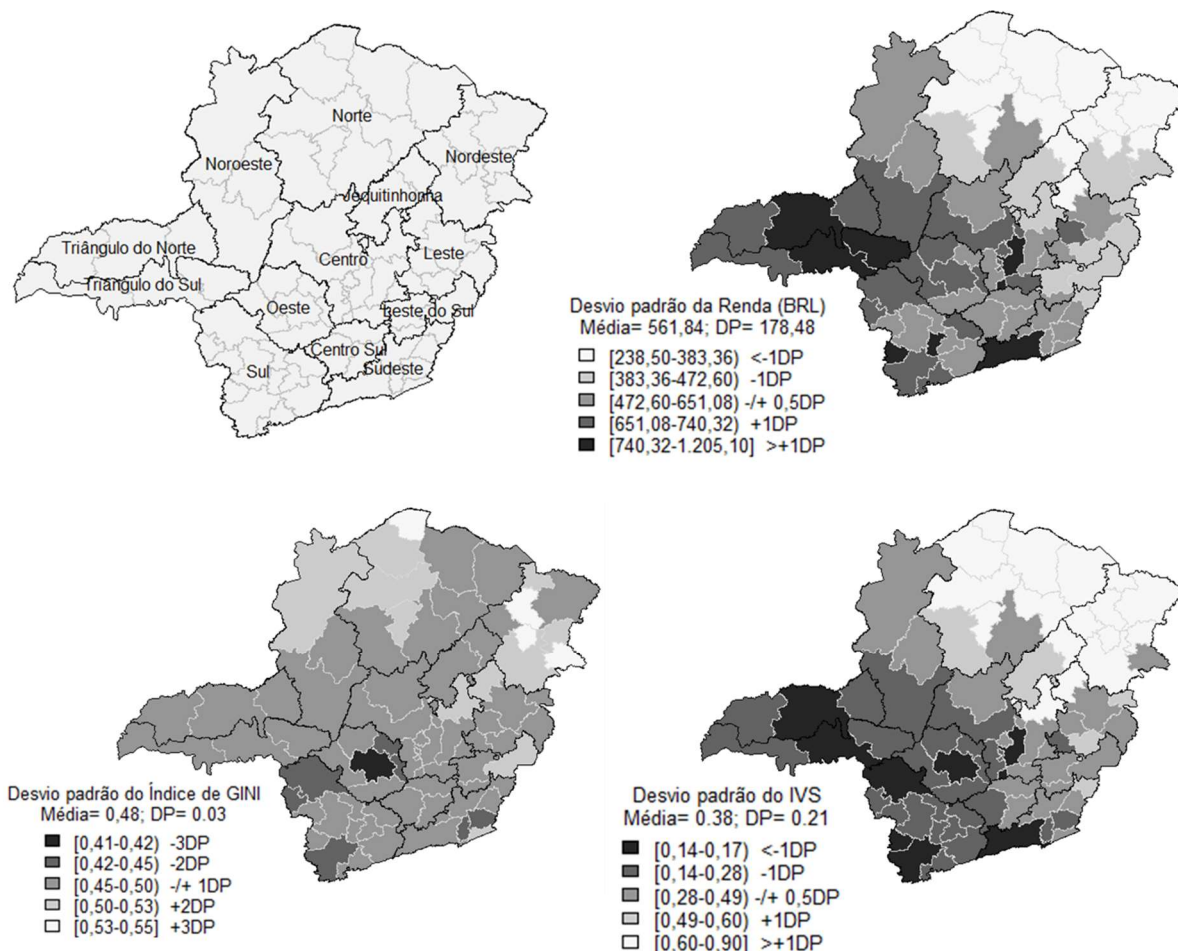 Norte
Noroeste
Nordeste
Jequitinhonha
Triângulo do Norte
Centro
Leste
Triângulo do Sul
Oeste
Leste do Sul
Centro Sul
Sul
Sudeste
Desvio padrão da Renda (BRL)
Média= 561,84; DP= 178,48
[238,50-383,36) <-1DP
[383,36-472,60) -1DP
[472,60-651,08) -/+ 0,5DP
[651,08-740,32) +1DP
[740,32-1.205,10] >+1DP
Desvio padrão do Índice de GINI
Média= 0,48; DP= 0.03
[0,41-0,42) -3DP
[0,42-0,45) -2DP
[0,45-0,50) -/+ 1DP
[0,50-0,53) +2DP
[0,53-0,55] +3DP
Desvio padrão do IVS
Média= 0.38; DP= 0.21
[0,14-0,17) <-1DP
[0,14-0,28) -1DP
[0,28-0,49) -/+ 0,5DP
[0,49-0,60) +1DP
[0,60-0,90] >+1DP